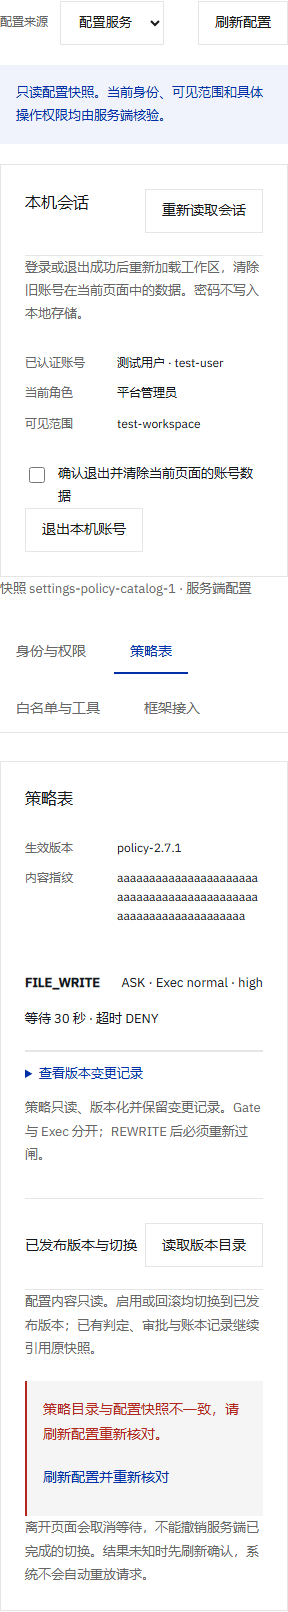 配置来源 配置服务 刷新配置
只读配置快照。当前身份、可见范围和具体
操作权限均由服务端核验。
本机会话 重新读取会话
登录或退出成功后重新加载工作区，清除
旧账号在当前页面中的数据。密码不写入
本地存储。
已认证账号 测试用户 · test-user
当前角色 平台管理员
可见范围 test-workspace
确认退出并清除当前页面的账号数
据
退出本机账号
快照 settings-policy-catalog-1 · 服务端配置
身份与权限 策略表
白名单与工具 框架接入
策略表
生效版本 policy-2.7.1
内容指纹 aaaaaaaaaaaaaaaaaaaaaa
aaaaaaaaaaaaaaaaaaaaaa
aaaaaaaaaaaaaaaaaaaa
FILE_WRITE ASK · Exec normal · high
等待 30 秒 · 超时 DENY
查看版本变更记录
策略只读、版本化并保留变更记录。Gate
与 Exec 分开；REWRITE 后必须重新过
闸。
已发布版本与切换 读取版本目录
配置内容只读。启用或回滚均切换到已发
布版本；已有判定、审批与账本记录继续
引用原快照。
策略目录与配置快照不一致，请
刷新配置重新核对。
刷新配置并重新核对
离开页面会取消等待，不能撤销服务端已
完成的切换。结果未知时先刷新确认，系
统不会自动重放请求。